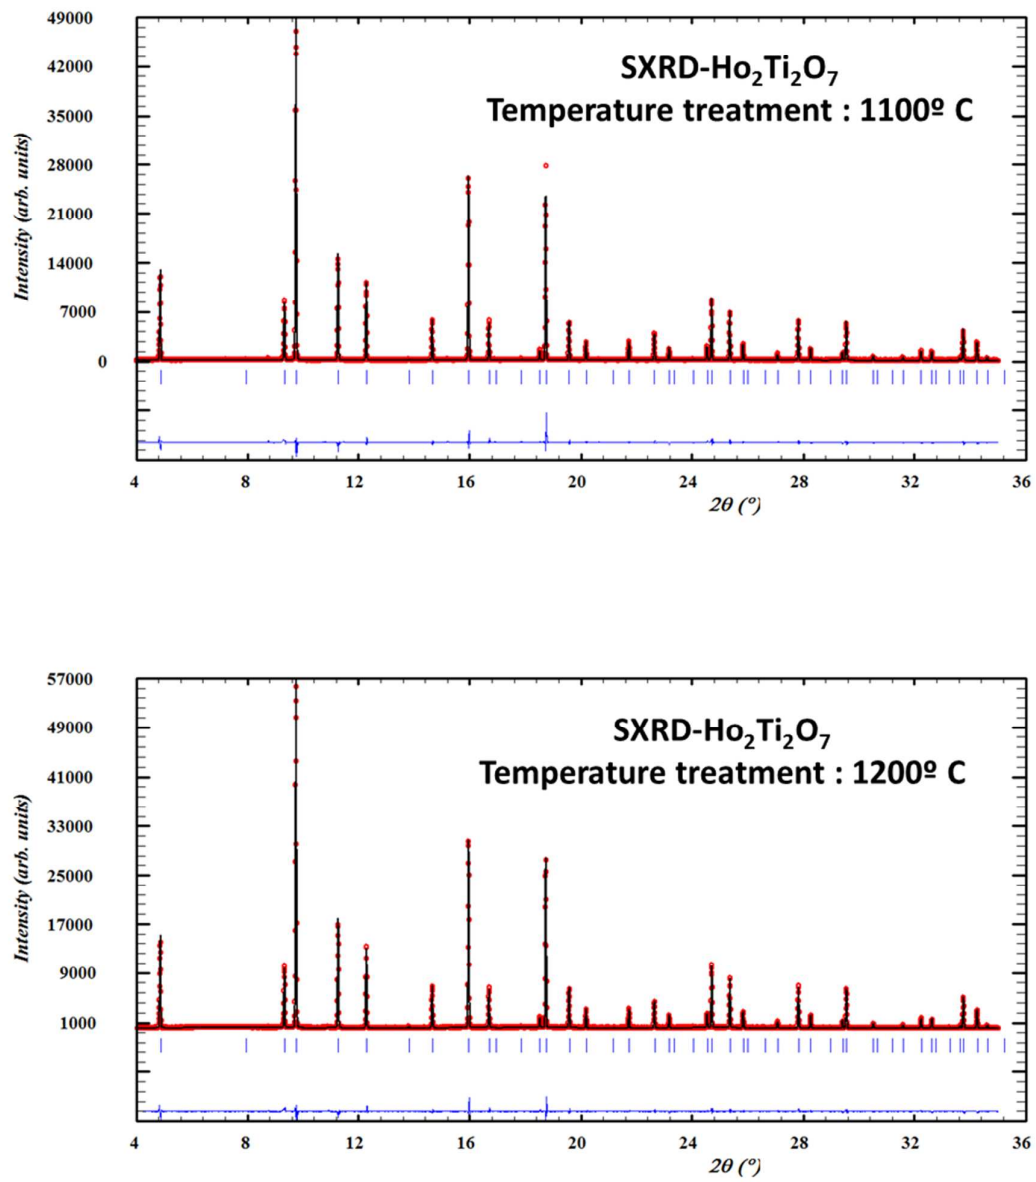 49000
SXRD-Ho2Ti2O7
42000
Temperature treatment : 1100º C
35000
28000
21000
14000
7000
0
Intensity (arb. units)
4 8 12 16 20 24 28 32 36
2θ (°)
57000
SXRD-Ho2Ti2O7
49000
Temperature treatment : 1200º C
41000
33000
25000
17000
9000
1000
Intensity (arb. units)
4 8 12 16 20 24 28 32 36
2θ (°)